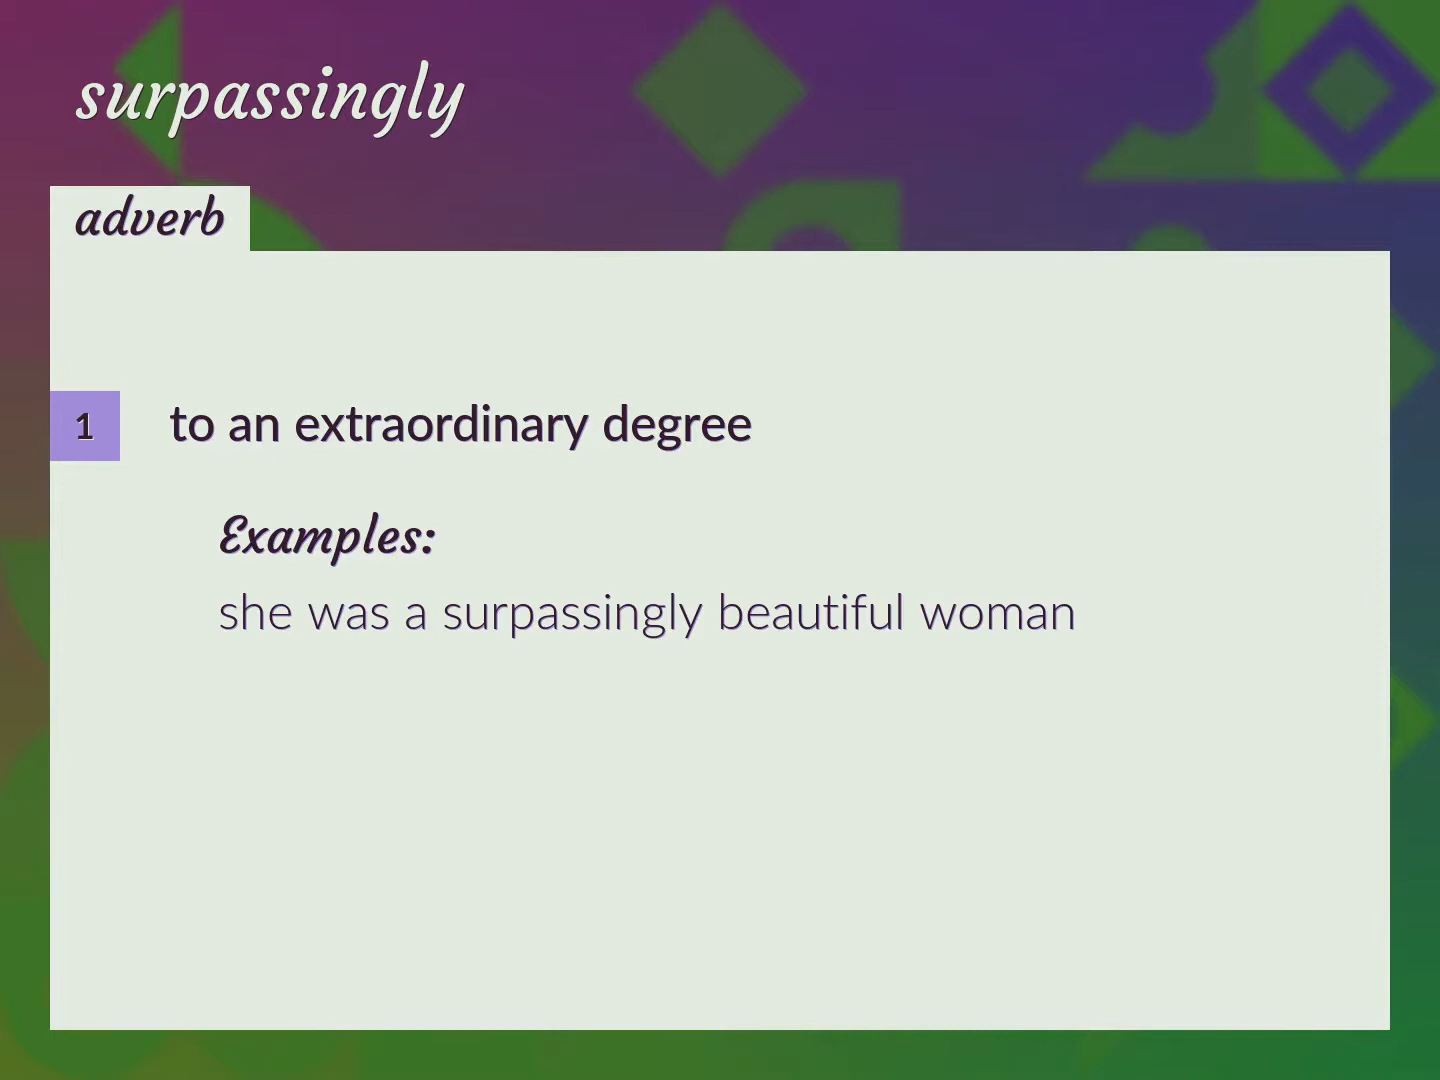 surpassingly
adverb
1 to an extraordinary degree
Examples:
she was a surpassingly beautiful woman